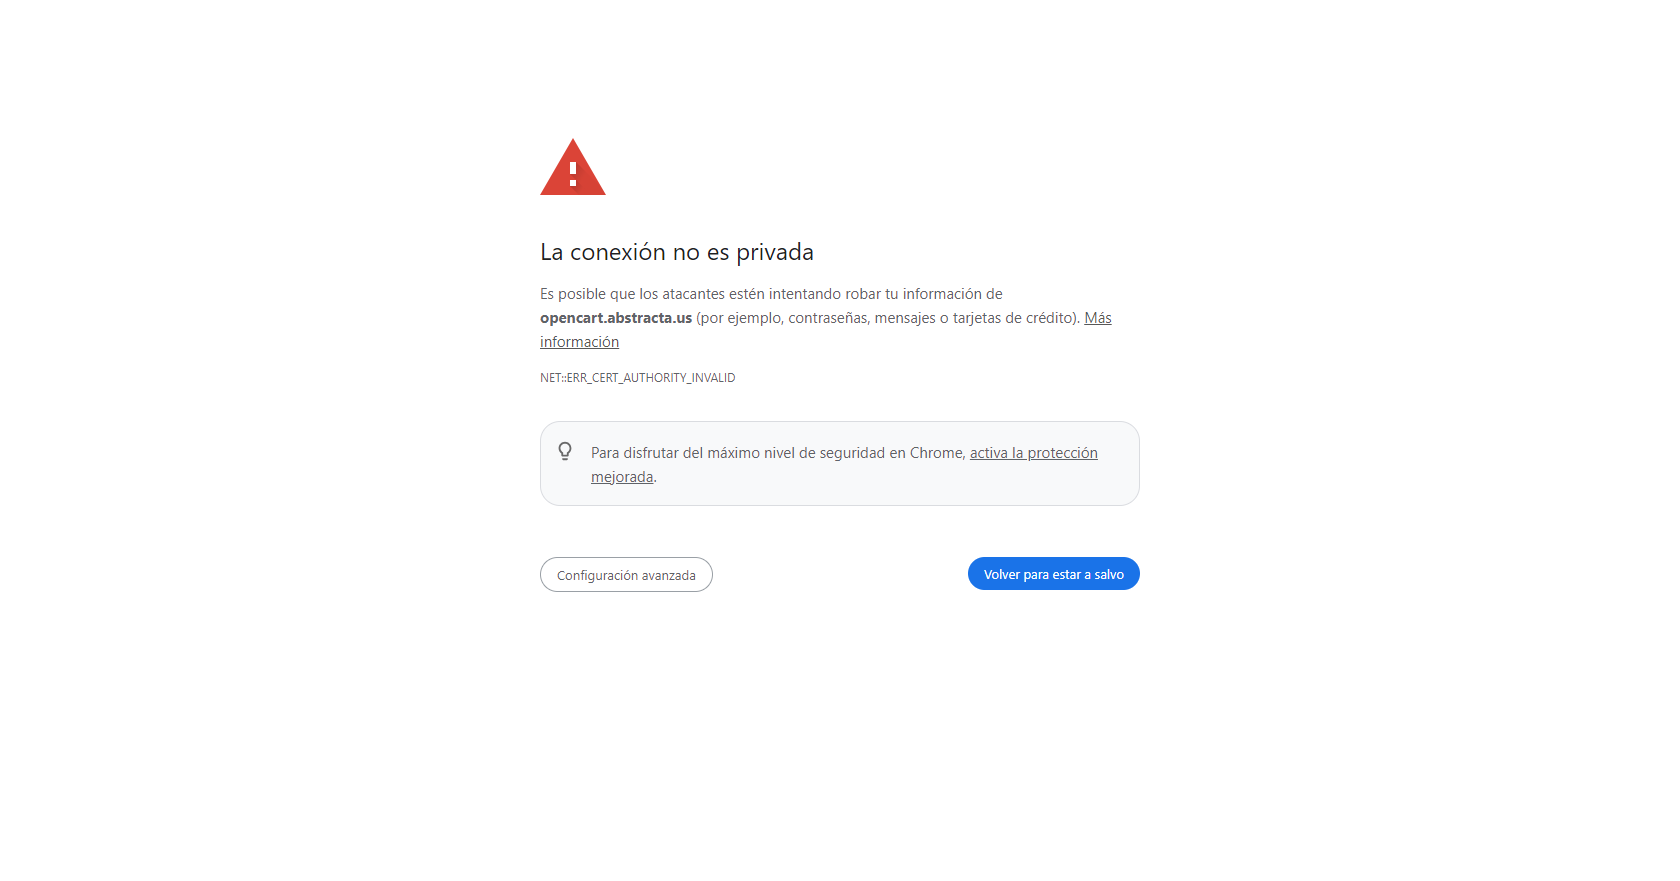 La conexión no es privada
Es posible que los atacantes estén intentando robar tu información de
opencart.abstracta.us (por ejemplo, contraseñas, mensajes o tarjetas de crédito). Más
información
NET::ERR_CERT_AUTHORITY_INVALID
Para disfrutar del máximo nivel de seguridad en Chrome, activa la protección
mejorada.
Configuración avanzada
Volver para estar a salvo